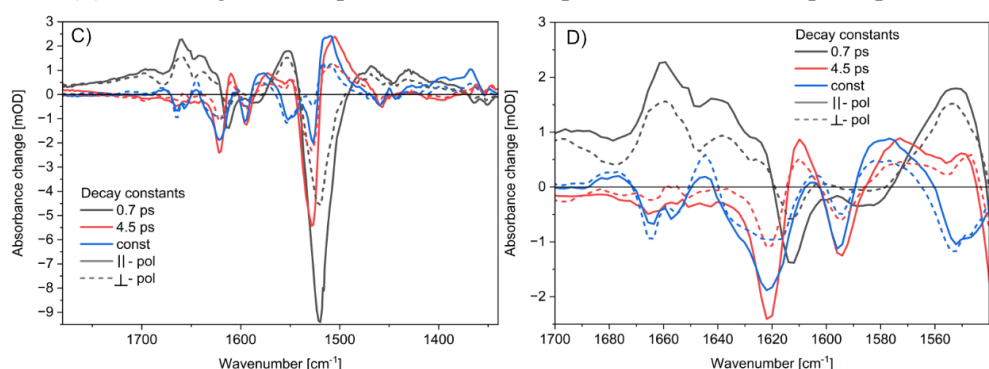 C)
Absorbance change [mOD]
3
2
1
0
−1
−2
−3
−4
−5
−6
−7
−8
−9
Decay constants
0.7 ps
4.5 ps
const
||- pol
⊥- pol
1700 1600 1500 1400
Wavenumber [cm⁻¹]
D)
Absorbance change [mOD]
3
2
1
0
−1
−2
Decay constants
0.7 ps
4.5 ps
const
||- pol
⊥- pol
1700 1680 1660 1640 1620 1600 1580 1560
Wavenumber [cm⁻¹]